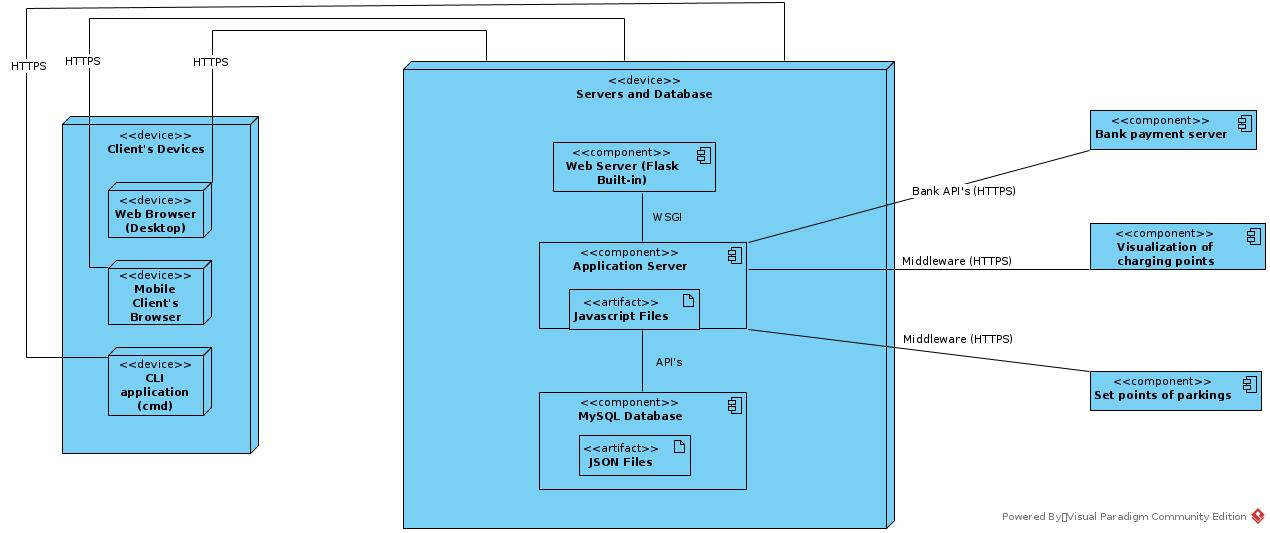 HTTPS
HTTPS
HTTPS
<<device>>
Client's Devices
<<device>>
Web Browser
(Desktop)
<<device>>
Mobile
Client's
Browser
<<device>>
CLI
application
(cmd)
<<device>>
Servers and Database
<<component>>
Web Server (Flask
Built-in)
WSGI
<<component>>
Application Server
<<artifact>>
Javascript Files
API's
<<component>>
MySQL Database
<<artifact>>
JSON Files
Bank API's (HTTPS)
Middleware (HTTPS)
Middleware (HTTPS)
<<component>>
Bank payment server
<<component>>
Visualization of
charging points
<<component>>
Set points of parkings
Powered By Visual Paradigm Community Edition